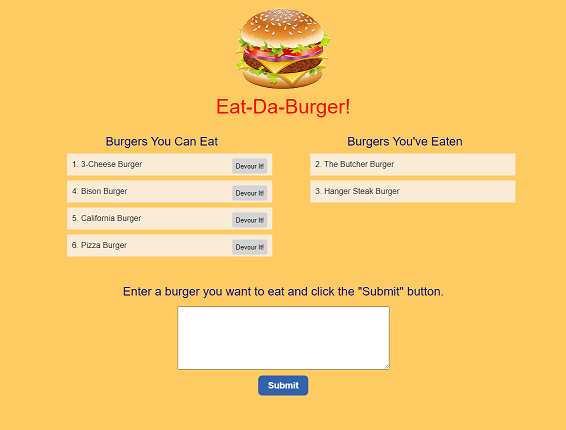 Eat-Da-Burger!
Burgers You Can Eat
1. 3-Cheese Burger Devour It!
4. Bison Burger Devour It!
5. California Burger Devour It!
6. Pizza Burger Devour It!
Burgers You've Eaten
2. The Butcher Burger
3. Hanger Steak Burger
Enter a burger you want to eat and click the "Submit" button.
Submit